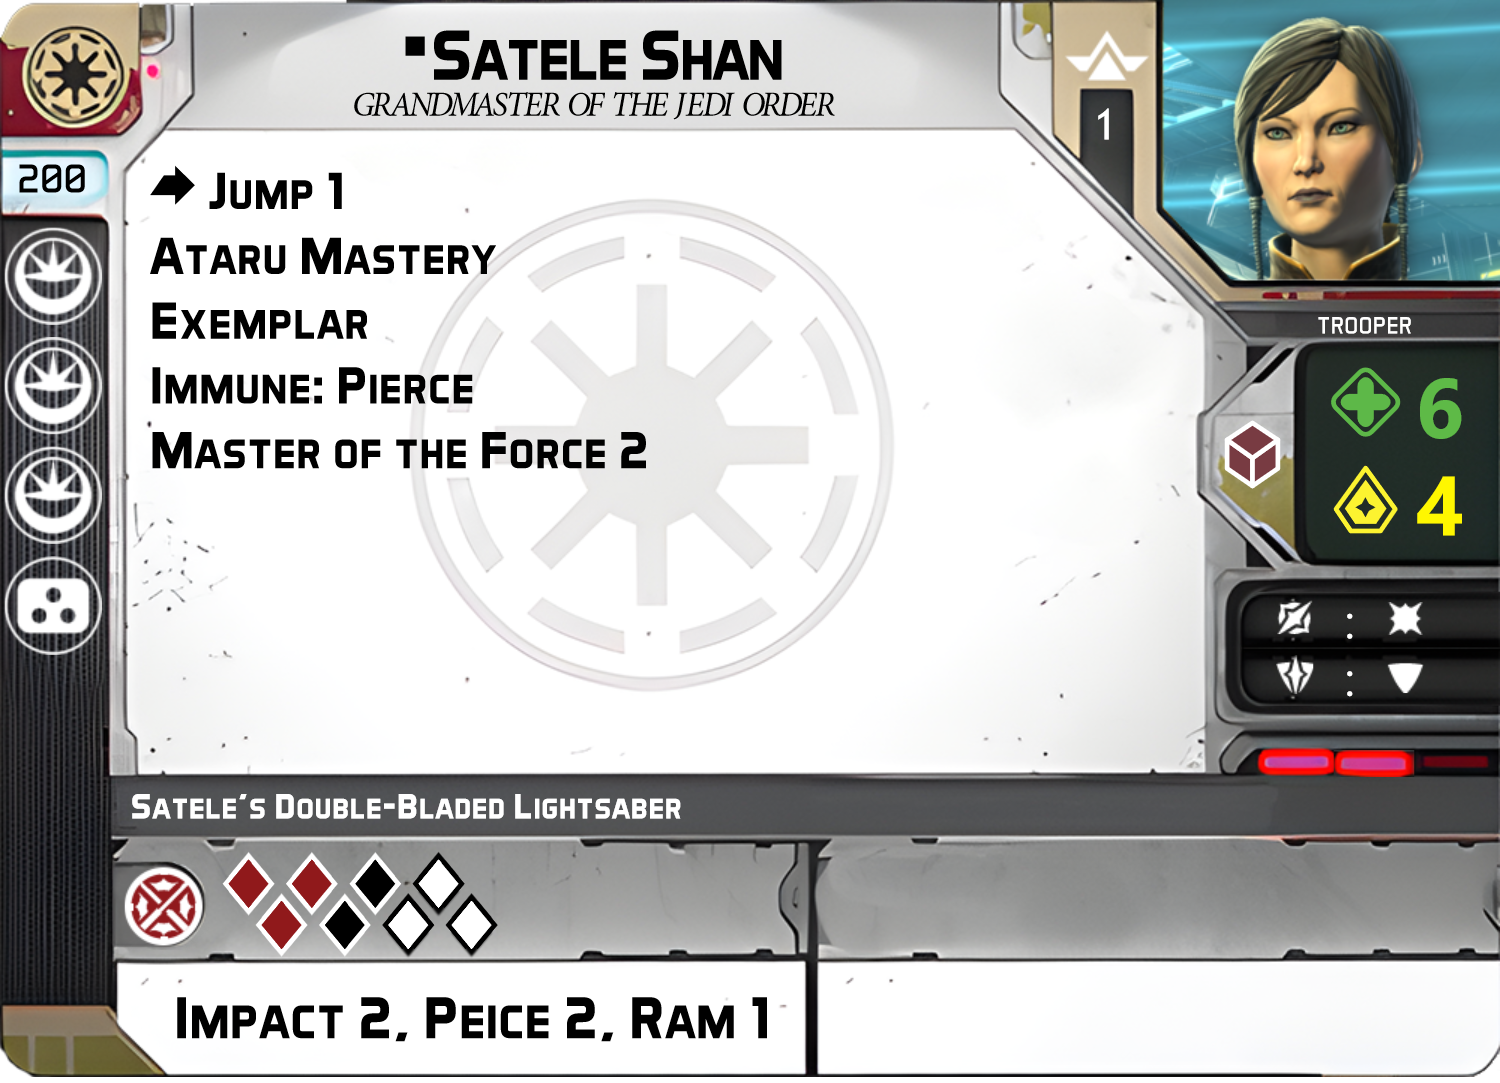 ▪SATELE SHAN
GRANDMASTER OF THE JEDI ORDER
1
200
JUMP 1
ATARU MASTERY
EXEMPLAR
IMMUNE: PIERCE
MASTER OF THE FORCE 2
TROOPER
6
4
:
:
SATELE'S DOUBLE-BLADED LIGHTSABER
IMPACT 2, PEICE 2, RAM 1